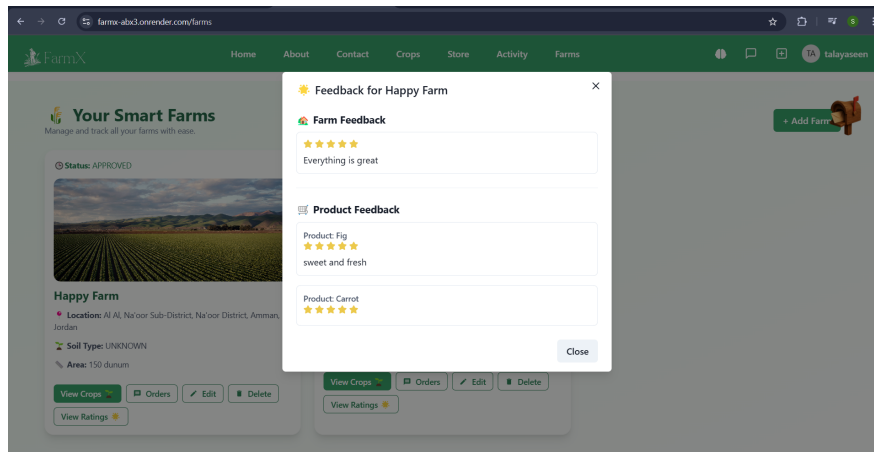 farmx-abx3.onrender.com/farms
S
FarmX
Home About Contact Crops Store Activity Farms
TA talayaseen
Your Smart Farms
Manage and track all your farms with ease.
+ Add Farm
Status: APPROVED
Happy Farm
Location: Al Al, Na'oor Sub-District, Na'oor District, Amman,
Jordan
Soil Type: UNKNOWN
Area: 150 dunum
View Crops Orders Edit Delete
View Ratings
Feedback for Happy Farm
Farm Feedback
Everything is great
Product Feedback
Product: Fig
sweet and fresh
Product: Carrot
Close
View Crops Orders Edit Delete
View Ratings